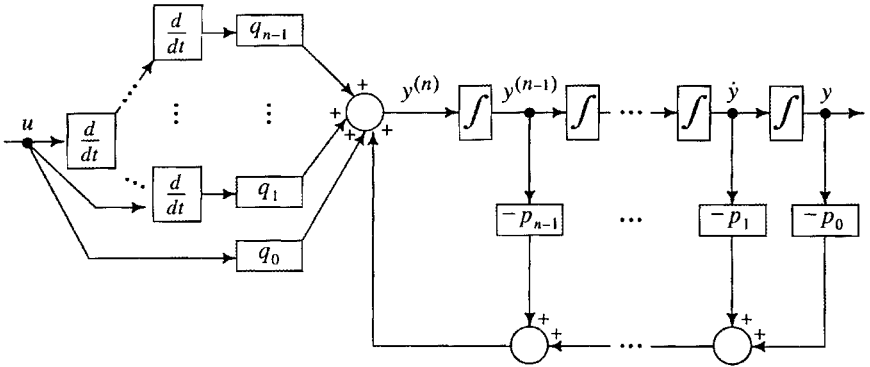 d/dt q_{n-1}
+ y^{(n)} ∫ y^{(n-1)} ∫ ··· ∫ ẏ ∫ y
u d/dt ··· ⋮ ⋮ + + +
··· d/dt q_1
q_0
-p_{n-1} ··· -p_1 -p_0
+ + ··· + +